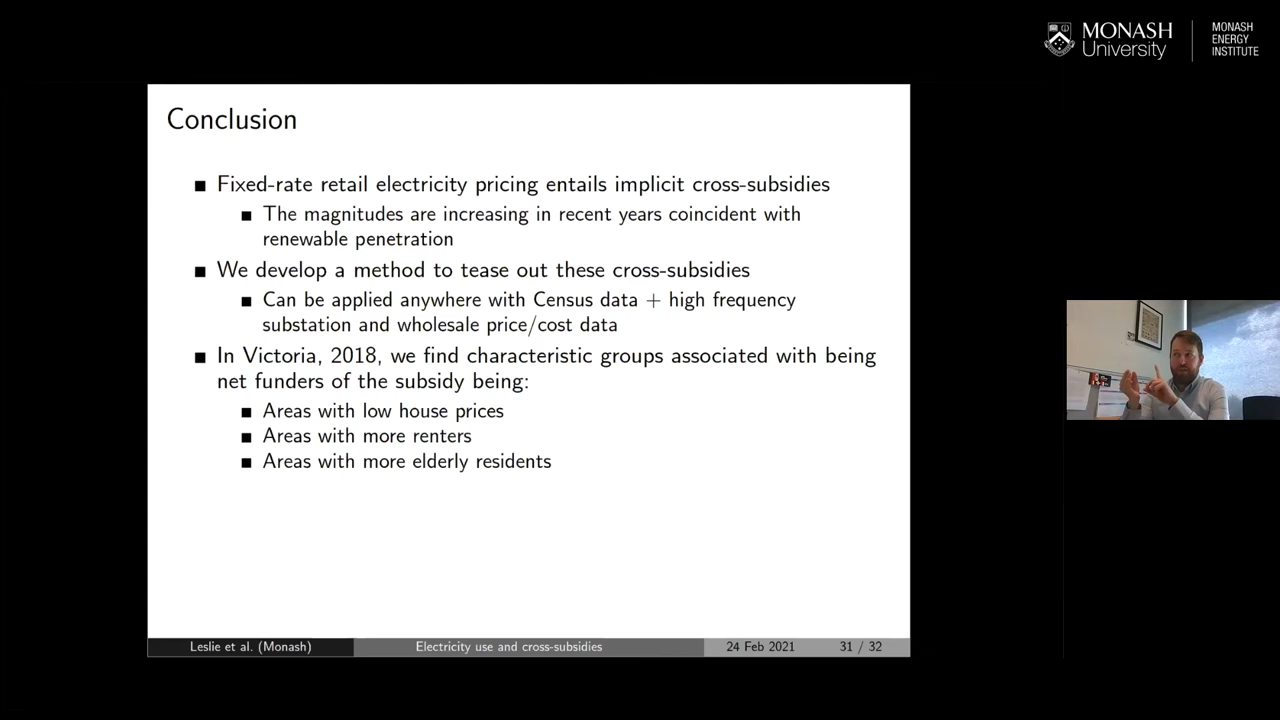 MONASH
University
MONASH
ENERGY
INSTITUTE
Conclusion
Fixed-rate retail electricity pricing entails implicit cross-subsidies
The magnitudes are increasing in recent years coincident with
renewable penetration
We develop a method to tease out these cross-subsidies
Can be applied anywhere with Census data + high frequency
substation and wholesale price/cost data
In Victoria, 2018, we find characteristic groups associated with being
net funders of the subsidy being:
Areas with low house prices
Areas with more renters
Areas with more elderly residents
Leslie et al. (Monash)
Electricity use and cross-subsidies
24 Feb 2021
31 / 32